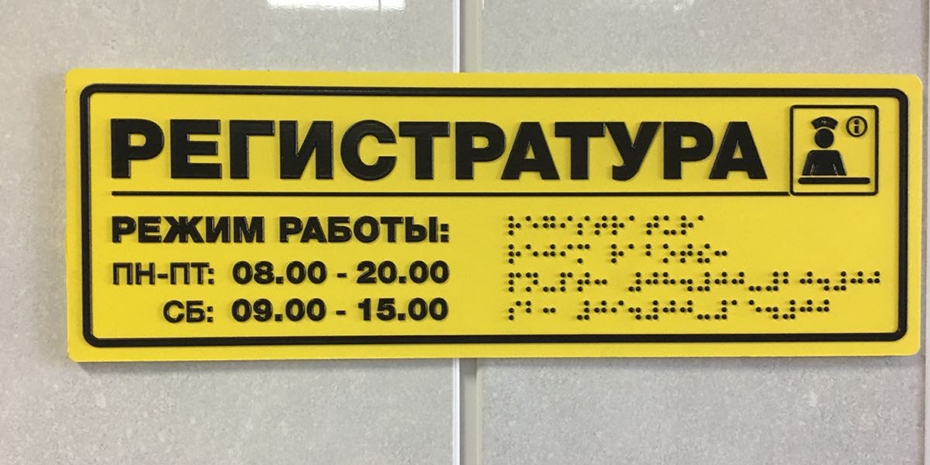 РЕГИСТРАТУРА
РЕЖИМ РАБОТЫ:
ПН-ПТ: 08.00 - 20.00
СБ: 09.00 - 15.00